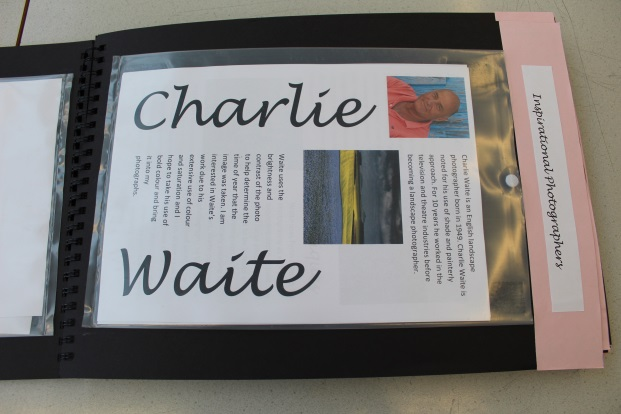 Inspirational Photographers
Charlie
Waite
Charlie Waite is an English landscape
photographer born in 1949. Charlie Waite is
noted for his use of shade and painterly
approach. For 10 years he worked in the
television and theatre industries before
becoming a landscape photographer.
Waite uses the
brightness and
contrast of the photo
to help determine the
time of year that the
image was taken. I am
interested in Waite's
work due to his
extensive use of colour
and saturation and I
hope to take his use of
bold colour and bring
it into my
photographs.